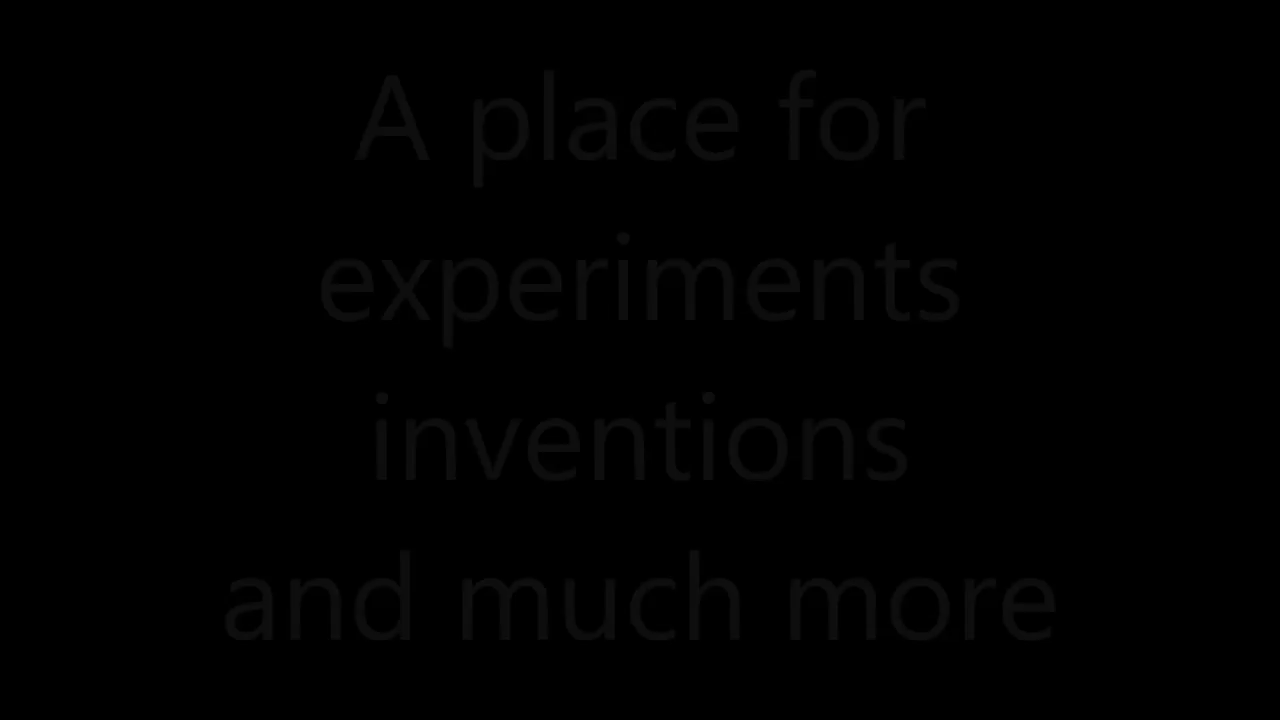 A place for
experiments
inventions
and much more